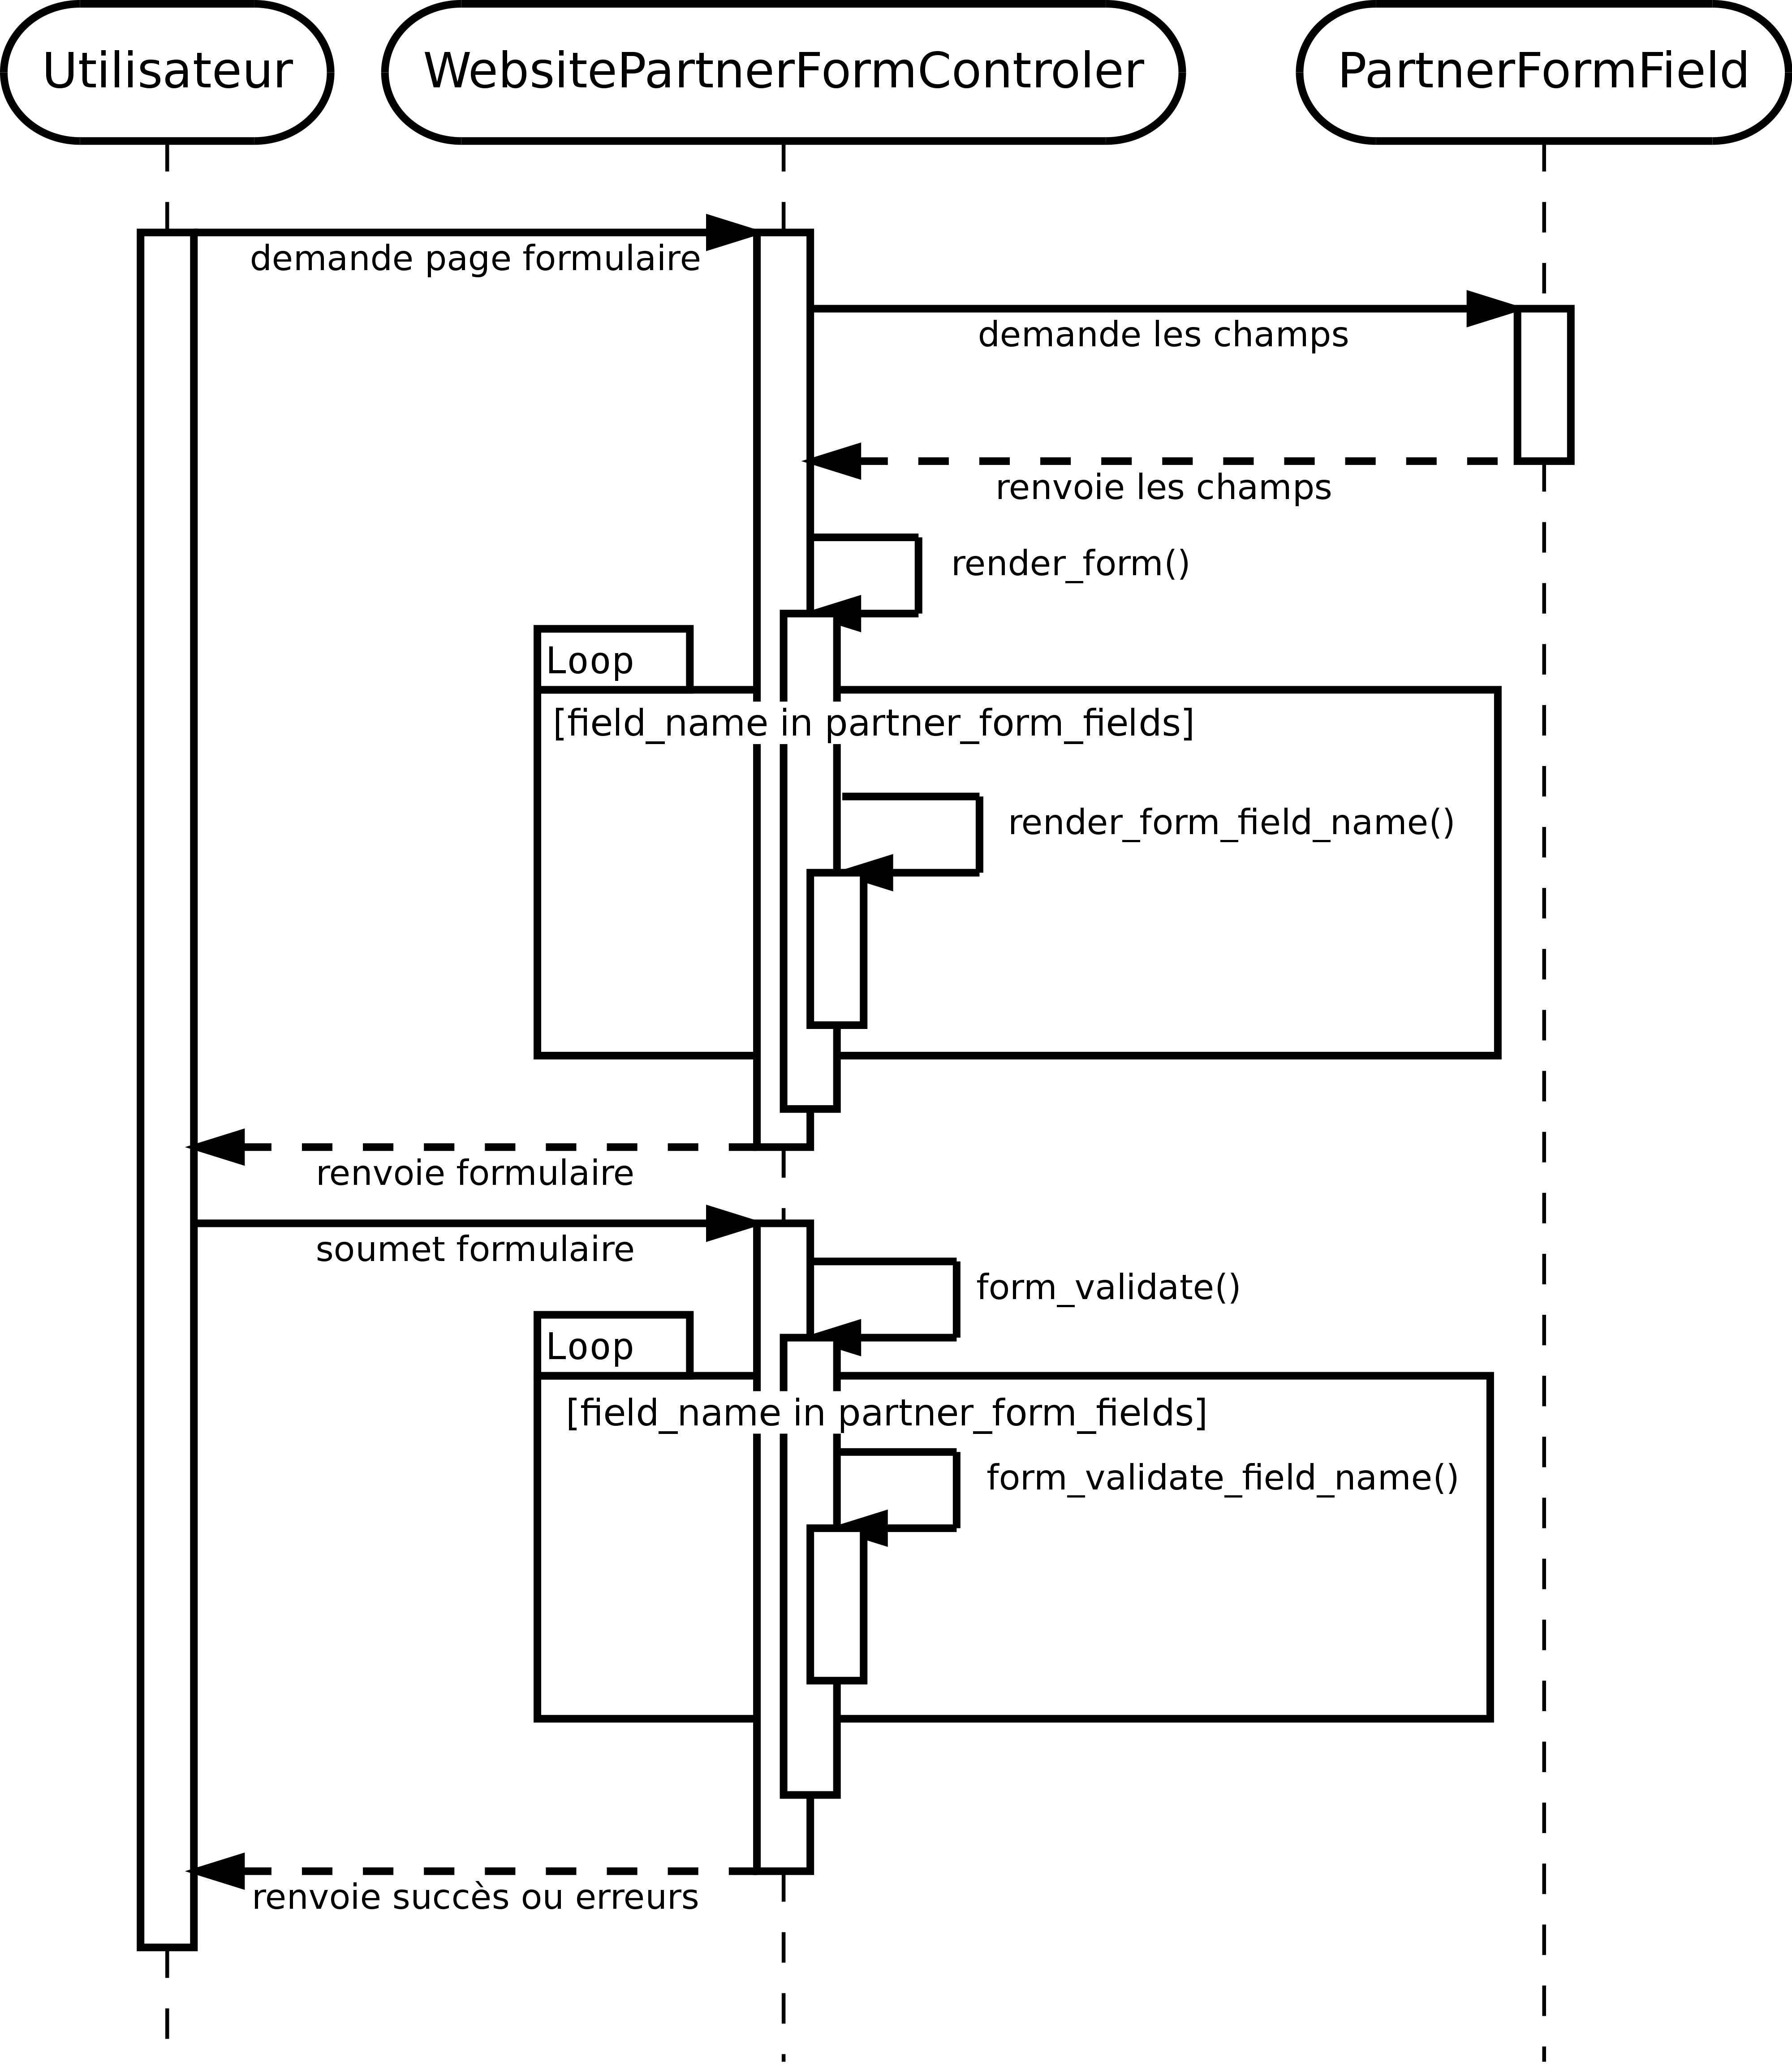 Utilisateur
WebsitePartnerFormControler
PartnerFormField
demande page formulaire
demande les champs
renvoie les champs
render_form()
Loop
[field_name in partner_form_fields]
render_form_field_name()
renvoie formulaire
soumet formulaire
form_validate()
Loop
[field_name in partner_form_fields]
form_validate_field_name()
renvoie succès ou erreurs